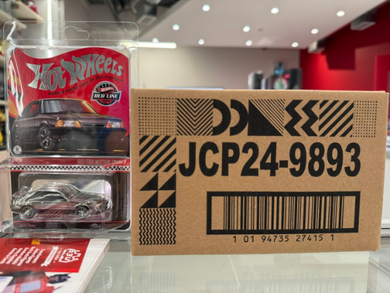 Hot Wheels
RED LINE
JCP24-9893
1 01 94735 27415 1